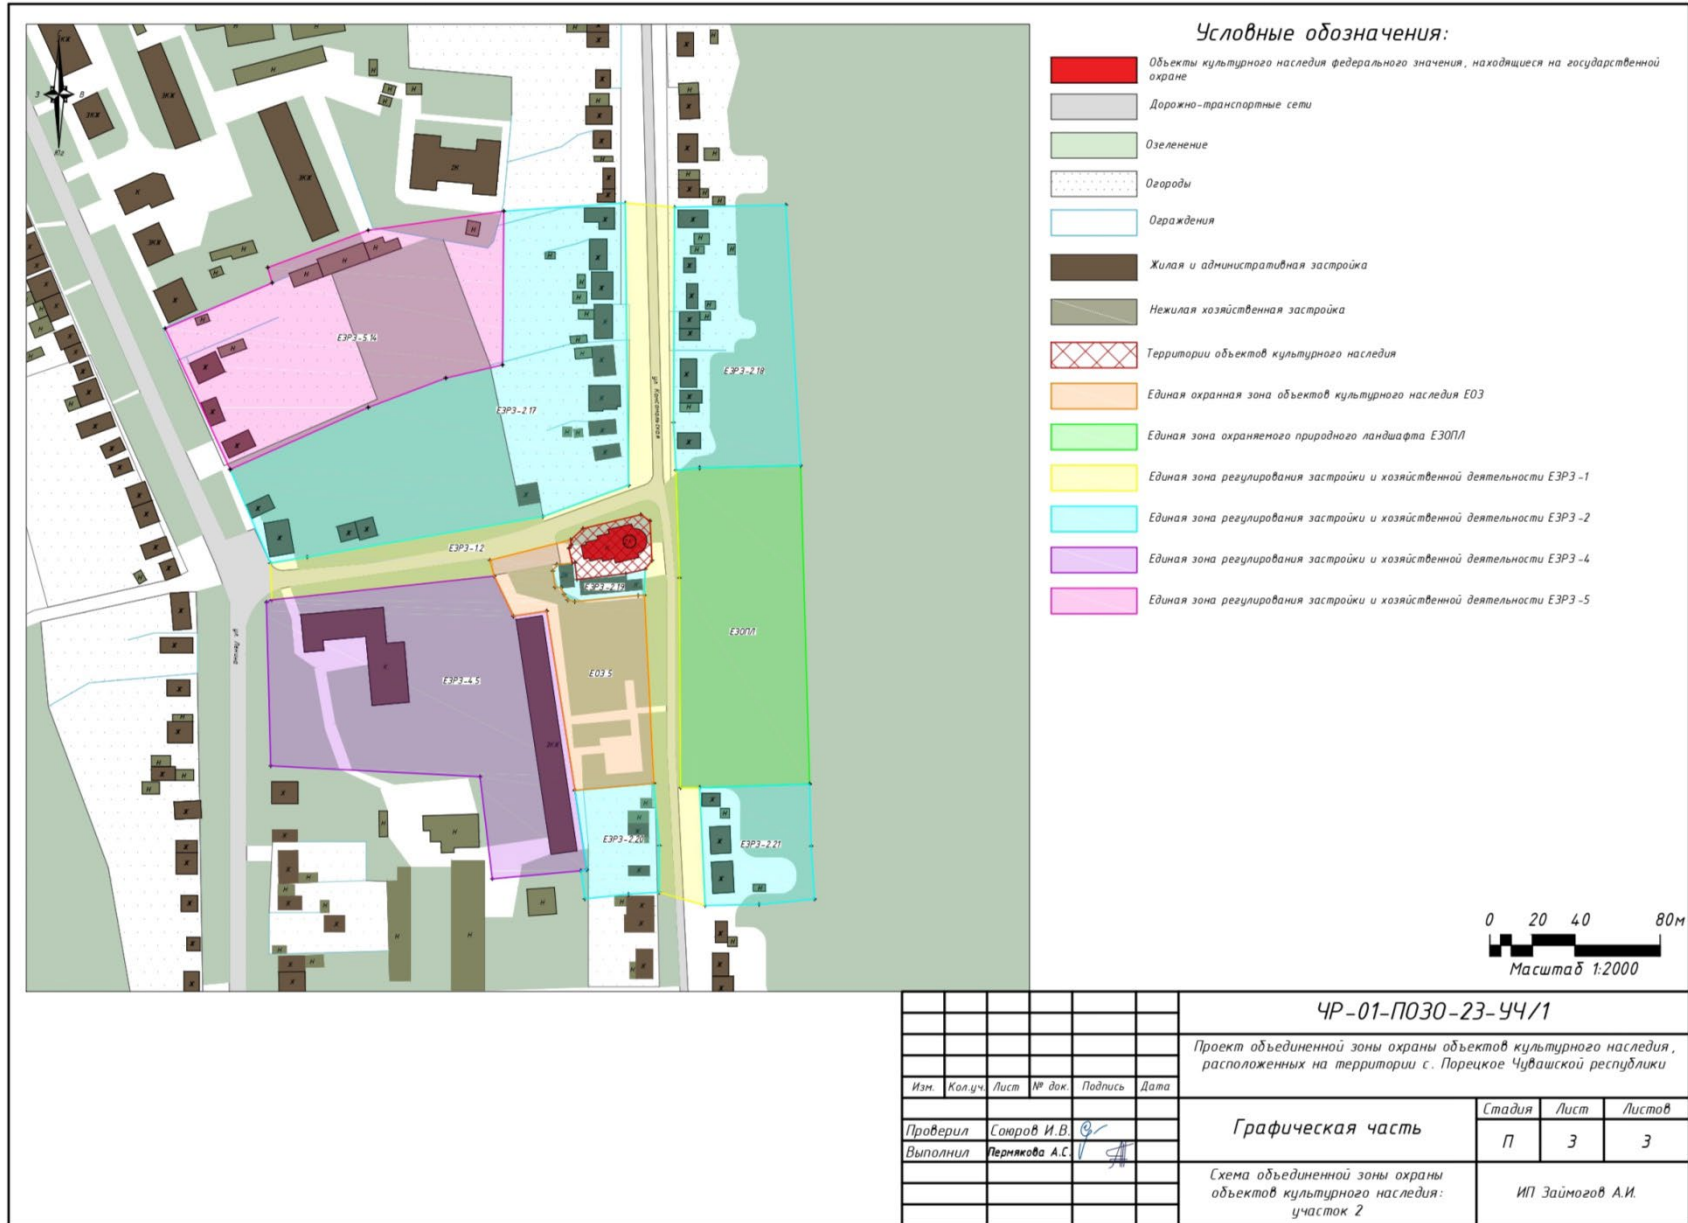 Условные обозначения:
Объекты культурного наследия федерального значения, находящиеся на государственной
охране
Дорожно-транспортные сети
Озеленение
Огороды
Ограждения
Жилая и административная застройка
Нежилая хозяйственная застройка
Территории объектов культурного наследия
Единая охранная зона объектов культурного наследия ЕОЗ
Единая зона охраняемого природного ландшафта ЕЗОПЛ
Единая зона регулирования застройки и хозяйственной деятельности ЕЗРЗ-1
Единая зона регулирования застройки и хозяйственной деятельности ЕЗРЗ-2
Единая зона регулирования застройки и хозяйственной деятельности ЕЗРЗ-4
Единая зона регулирования застройки и хозяйственной деятельности ЕЗРЗ-5
З
В
Юг
ЕЗРЗ-5.14
ЕЗРЗ-2.17
ЕЗРЗ-2.18
ул. Комсомольская
ЕЗРЗ-1.2
ЕЗРЗ-2.19
ЕЗОПЛ
ул. Ленина
ЕЗРЗ-4.5
ЕОЗ.5
ЕЗРЗ-2.20
ЕЗРЗ-2.21
0 20 40 80м
Масштаб 1:2000
ЧР-01-ПОЗО-23-УЧ/1
Проект объединенной зоны охраны объектов культурного наследия,
расположенных на территории с. Порецкое Чувашской республики
Изм. Кол.уч. Лист № док. Подпись Дата
Проверил Союров И.В.
Выполнил Пермякова А.С.
Графическая часть
Стадия Лист Листов
П 3 3
Схема объединенной зоны охраны
объектов культурного наследия:
участок 2
ИП Займогов А.И.